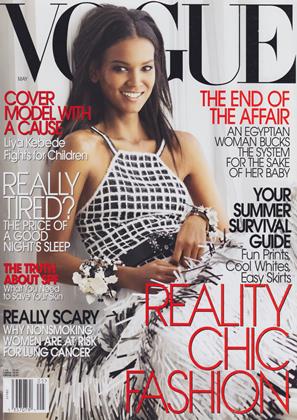 VOGUE
MAY
COVER
MODEL WITH
A CAUSE
Liya Kebede
Fights for Children
REALLY
TIRED?
THE PRICE OF
A GOOD
NIGHT'S SLEEP
THE TRUTH
ABOUT SPF
What You Need
to Save Your Skin
REALLY SCARY
WHY NONSMOKING
WOMEN ARE AT RISK
FOR LUNG CANCER
THE END OF
THE AFFAIR
AN EGYPTIAN
WOMAN BUCKS
THE SYSTEM
FOR THE SAKE
OF HER BABY
YOUR
SUMMER
SURVIVAL
GUIDE
Fun Prints,
Cool Whites,
Easy Skirts
REALITY
CHIC
FASHION